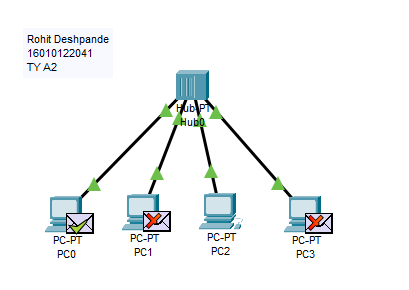 Rohit Deshpande
16010122041
TY A2
Hub-PT
Hub0
PC-PT
PC0
PC-PT
PC1
PC-PT
PC2
PC-PT
PC3